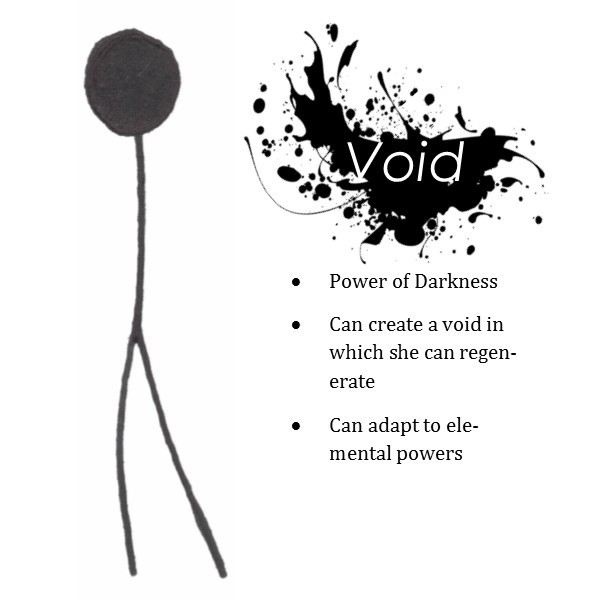 Void
• Power of Darkness
• Can create a void in
which she can regen-
erate
• Can adapt to ele-
mental powers